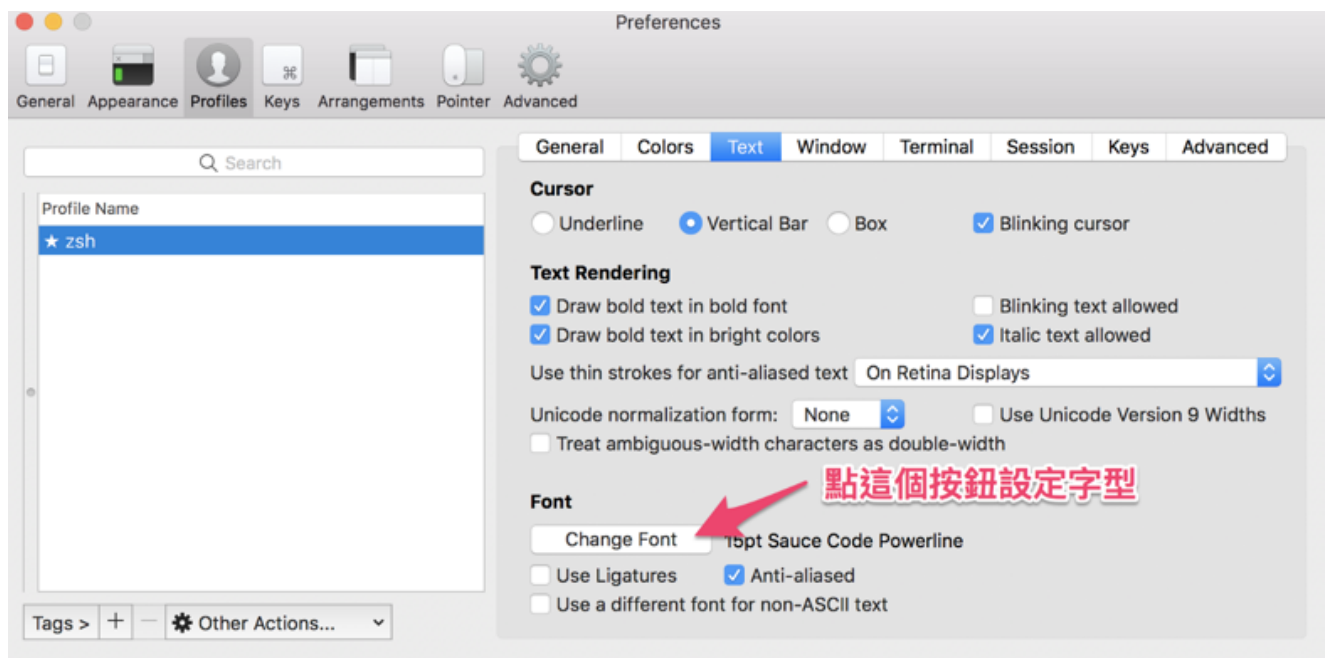 Preferences
General Appearance Profiles Keys Arrangements Pointer Advanced
Search
Profile Name
★ zsh
Tags > + − Other Actions...
General Colors Text Window Terminal Session Keys Advanced
Cursor
Underline Vertical Bar Box Blinking cursor
Text Rendering
Draw bold text in bold font Blinking text allowed
Draw bold text in bright colors Italic text allowed
Use thin strokes for anti-aliased text On Retina Displays
Unicode normalization form: None Use Unicode Version 9 Widths
Treat ambiguous-width characters as double-width
點這個按鈕設定字型
Font
Change Font 15pt Sauce Code Powerline
Use Ligatures Anti-aliased
Use a different font for non-ASCII text